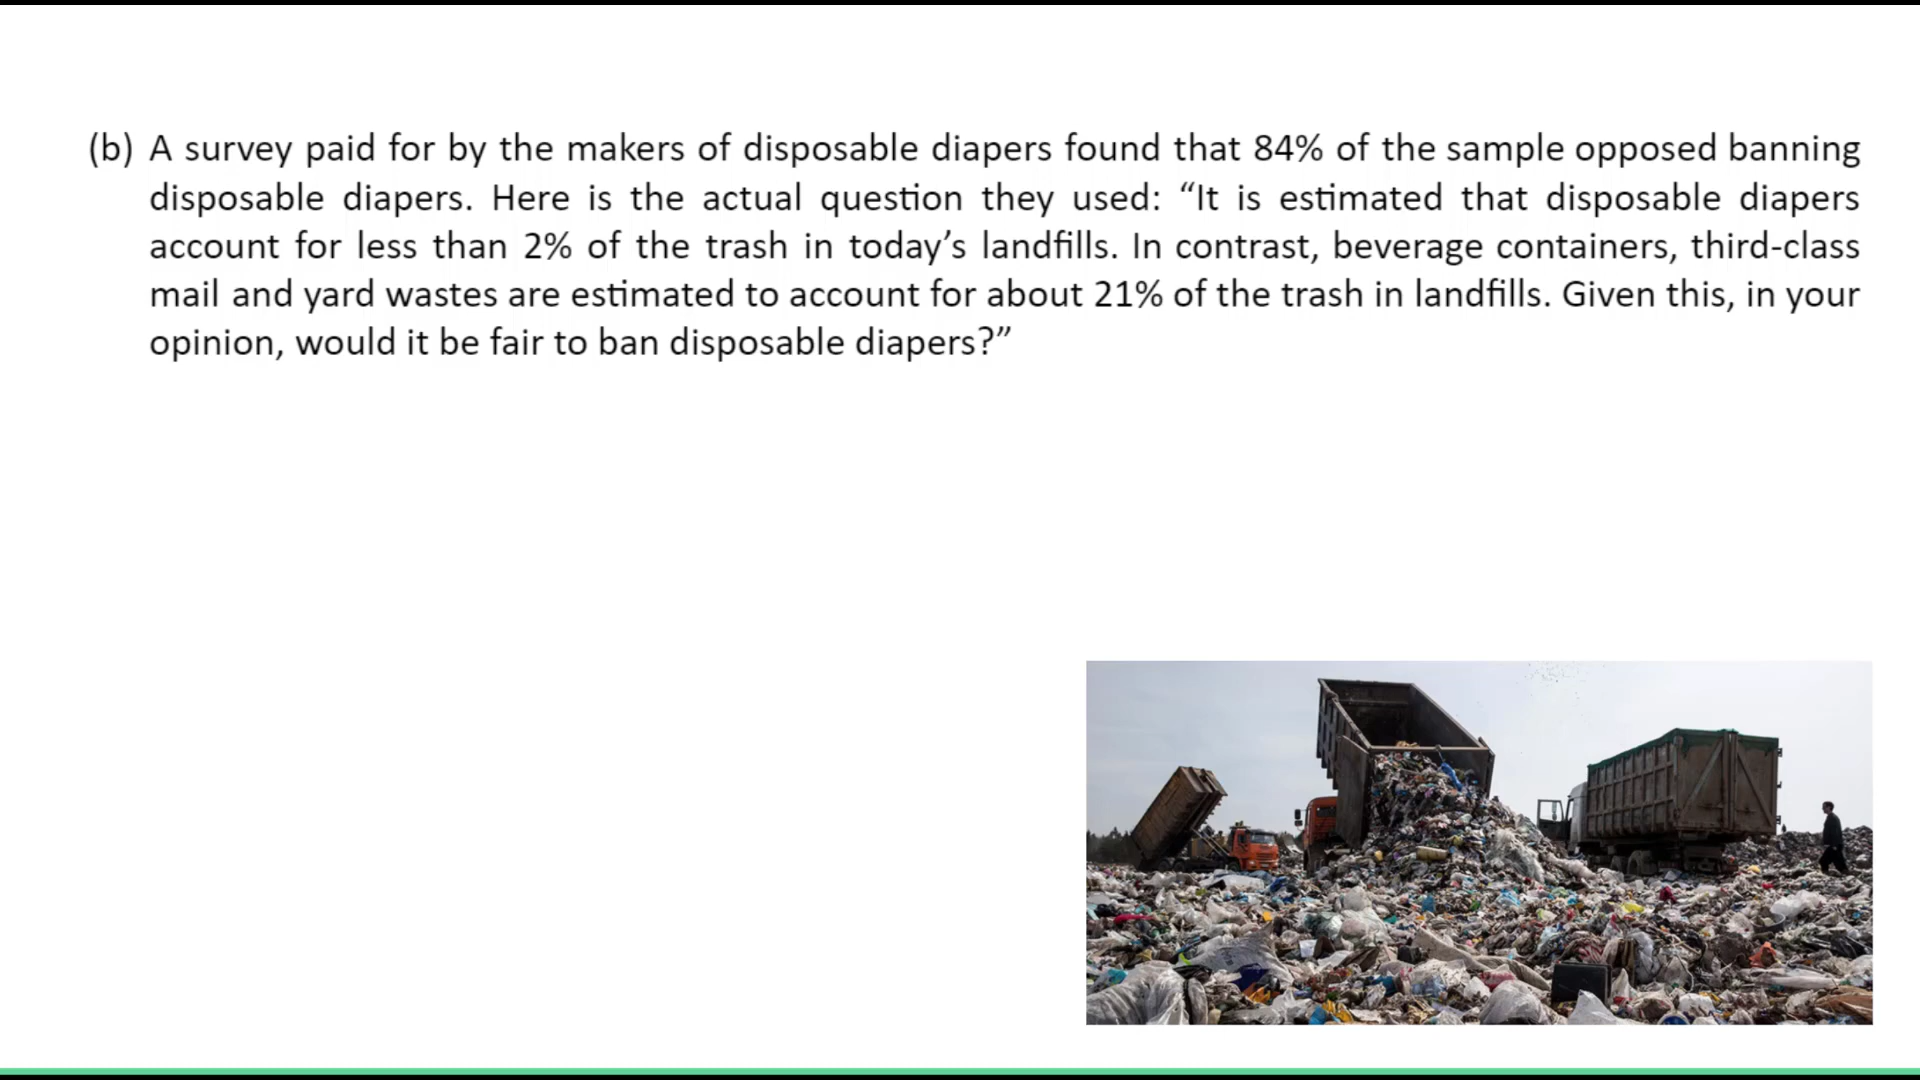 (b) A survey paid for by the makers of disposable diapers found that 84% of the sample opposed banning
disposable diapers. Here is the actual question they used: “It is estimated that disposable diapers
account for less than 2% of the trash in today’s landfills. In contrast, beverage containers, third-class
mail and yard wastes are estimated to account for about 21% of the trash in landfills. Given this, in your
opinion, would it be fair to ban disposable diapers?”